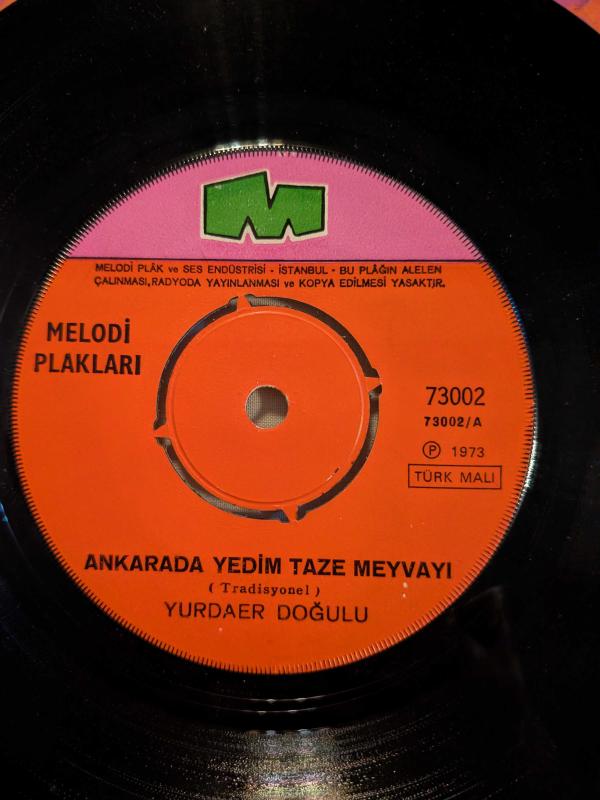 MELODİ PLÂK ve SES ENDÜSTRİSİ - İSTANBUL - BU PLÂĞIN ALELEN
ÇALINMASI, RADYODA YAYINLANMASI ve KOPYA EDİLMESİ YASAKTIR.
MELODİ
PLAKLARI
73002
73002/A
Ⓟ 1973
TÜRK MALI
ANKARADA YEDİM TAZE MEYVAYI
( Tradisyonel )
YURDAER DOĞULU